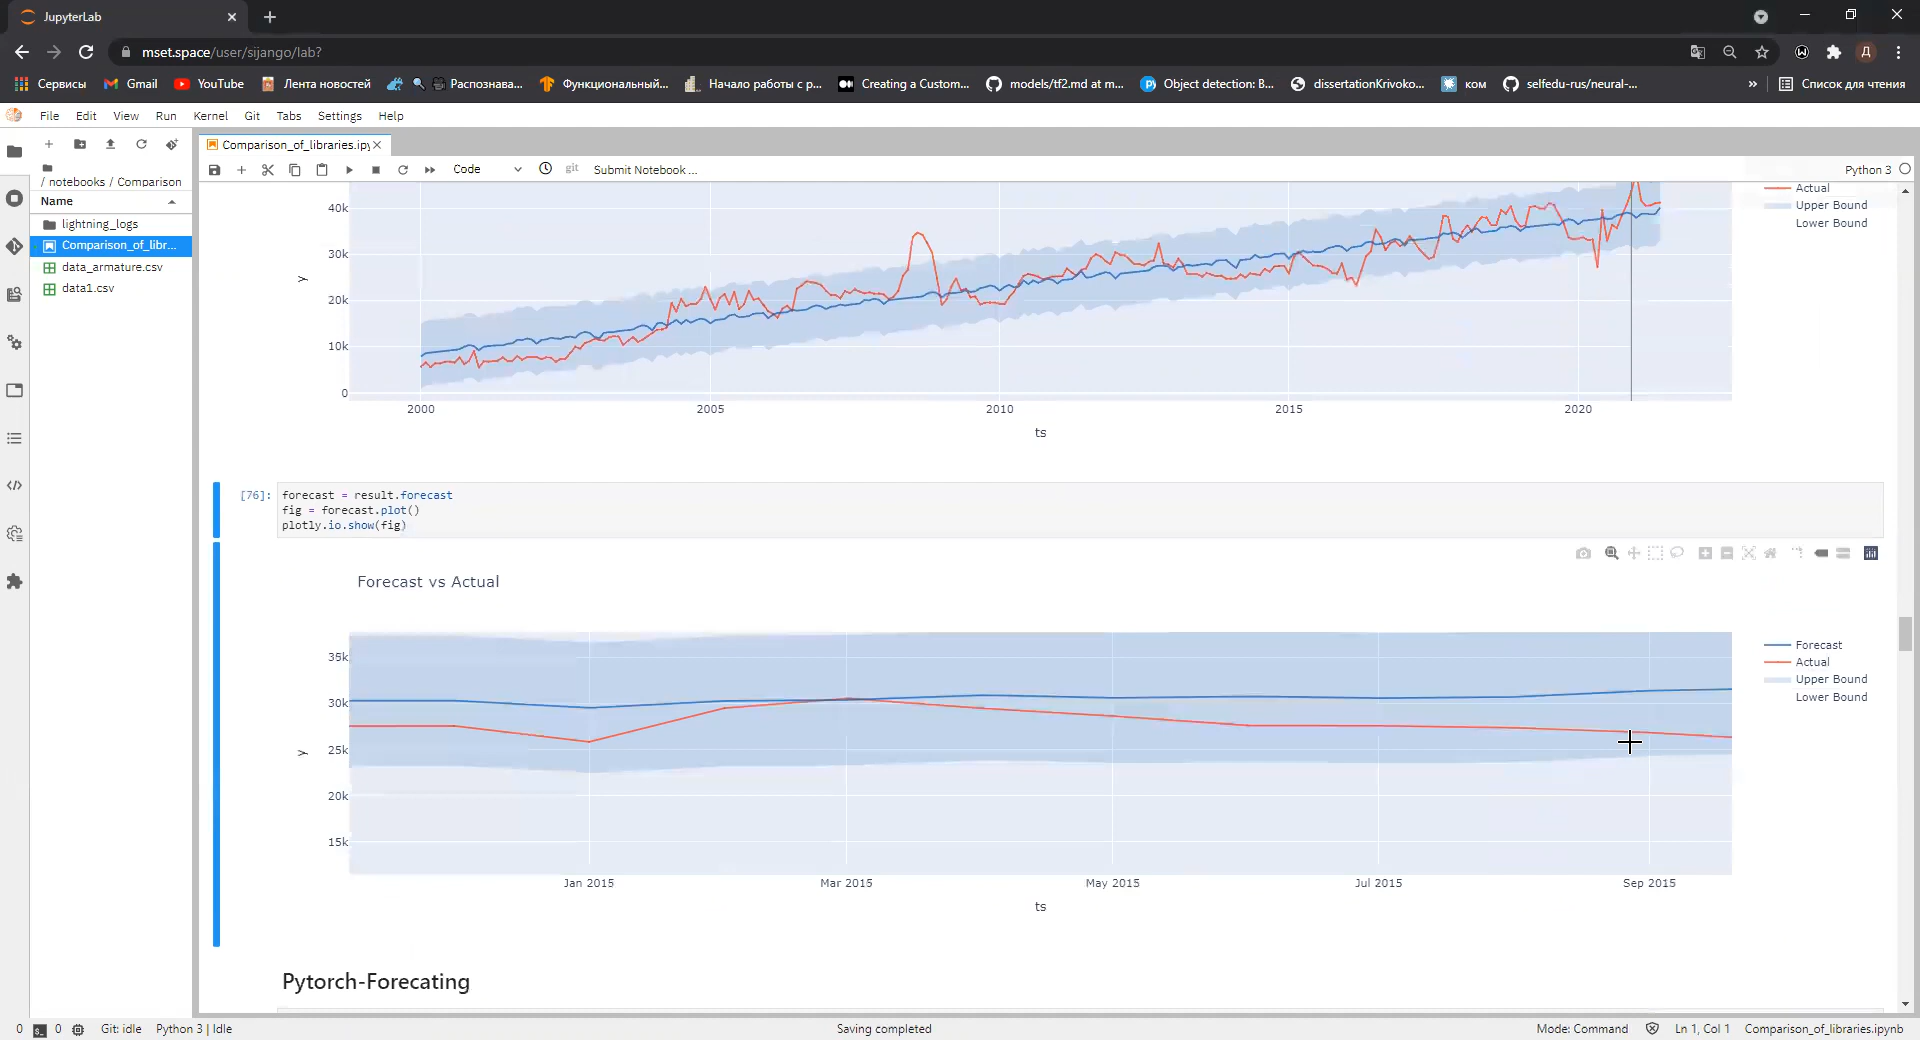 JupyterLab
mset.space/user/sijango/lab?
Сервисы Gmail YouTube Лента новостей Распознава... Функциональный... Начало работы с р... Creating a Custom... models/tf2.md at m... Object detection: B... dissertationKrivoko... ком selfedu-rus/neural-... » Список для чтения
File Edit View Run Kernel Git Tabs Settings Help
Comparison_of_libraries.ipy
Code git Submit Notebook ... Python 3
/ notebooks / Comparison
Name
lightning_logs
Comparison_of_libr...
data_armature.csv
data1.csv
Actual
Upper Bound
Lower Bound
40k
30k
20k
10k
0
y
2000 2005 2010 2015 2020
ts
[76]:
forecast = result.forecast
fig = forecast.plot()
plotly.io.show(fig)
Forecast vs Actual
Forecast
Actual
Upper Bound
Lower Bound
35k
30k
25k
20k
15k
y
Jan 2015 Mar 2015 May 2015 Jul 2015 Sep 2015
ts
Pytorch-Forecating
0 0 Git: idle Python 3 | Idle Saving completed Mode: Command Ln 1, Col 1 Comparison_of_libraries.ipynb